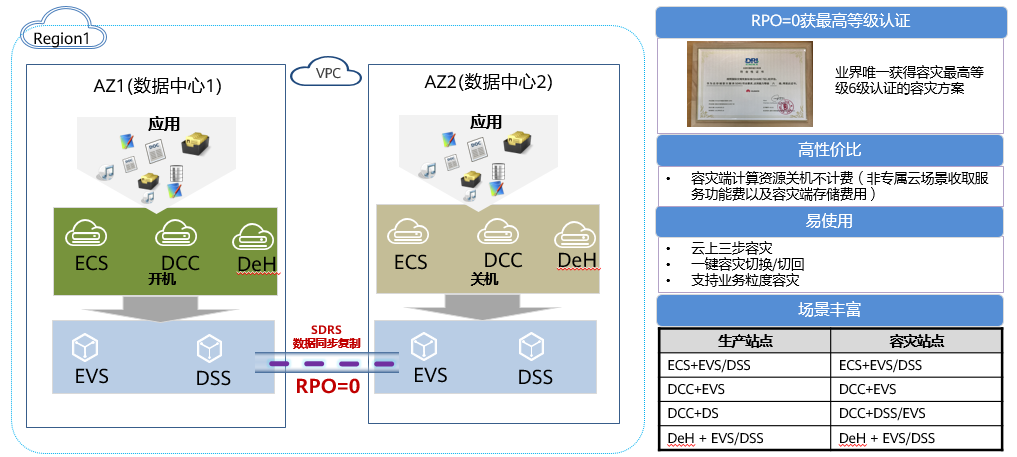 Region1
VPC
AZ1(数据中心1)
应用
DOC
DOC
ECS
DCC
DeH
开机
EVS
DSS
SDRS
数据同步复制
RPO=0
AZ2(数据中心2)
应用
DOC
DOC
ECS
DCC
DeH
关机
EVS
DSS
RPO=0获最高等级认证
DRI
业界唯一获得容灾最高等
级6级认证的容灾方案
高性价比
• 容灾端计算资源关机不计费（非专属云场景收取服
务功能费以及容灾端存储费用）
易使用
• 云上三步容灾
• 一键容灾切换/切回
• 支持业务粒度容灾
场景丰富
生产站点 容灾站点
ECS+EVS/DSS ECS+EVS/DSS
DCC+EVS DCC+EVS
DCC+DS DCC+DSS/EVS
DeH + EVS/DSS DeH + EVS/DSS